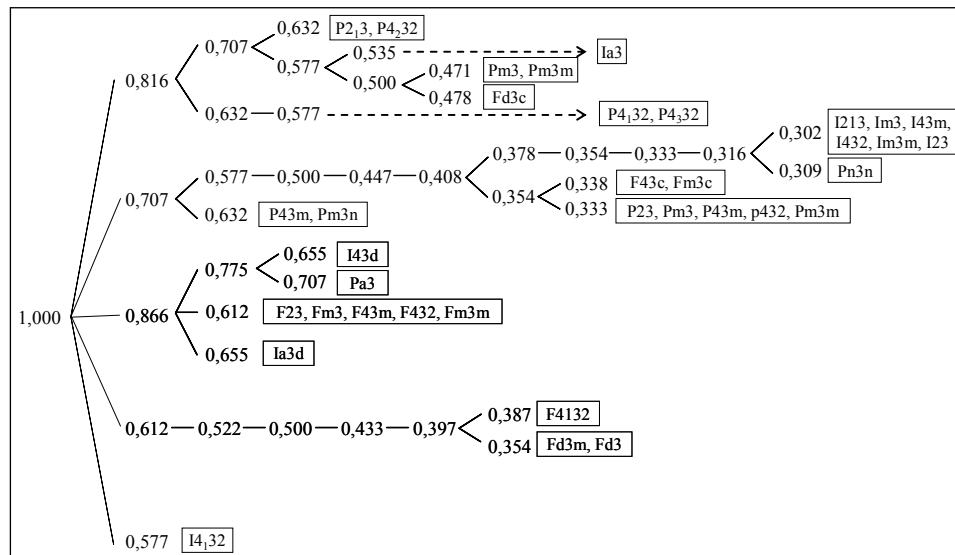 0,632 P2₁3, P4₂32
0,707 0,535 Ia3
0,577 0,471 Pm3, Pm3m
0,816 0,500 0,478 Fd3c
0,632 0,577 P4₁32, P4₃32
0,302 I213, Im3, I43m,
I432, Im3m, I23
0,378 0,354 0,333 0,316
0,309 Pn3n
0,577 0,500 0,447 0,408
0,338 F43c, Fm3c
0,707 0,354
0,632 P43m, Pm3n 0,333 P23, Pm3, P43m, p432, Pm3m
0,655 I43d
0,775
0,707 Pa3
1,000 0,866 0,612 F23, Fm3, F43m, F432, Fm3m
0,655 Ia3d
0,387 F4132
0,612 0,522 0,500 0,433 0,397
0,354 Fd3m, Fd3
0,577 I4₁32